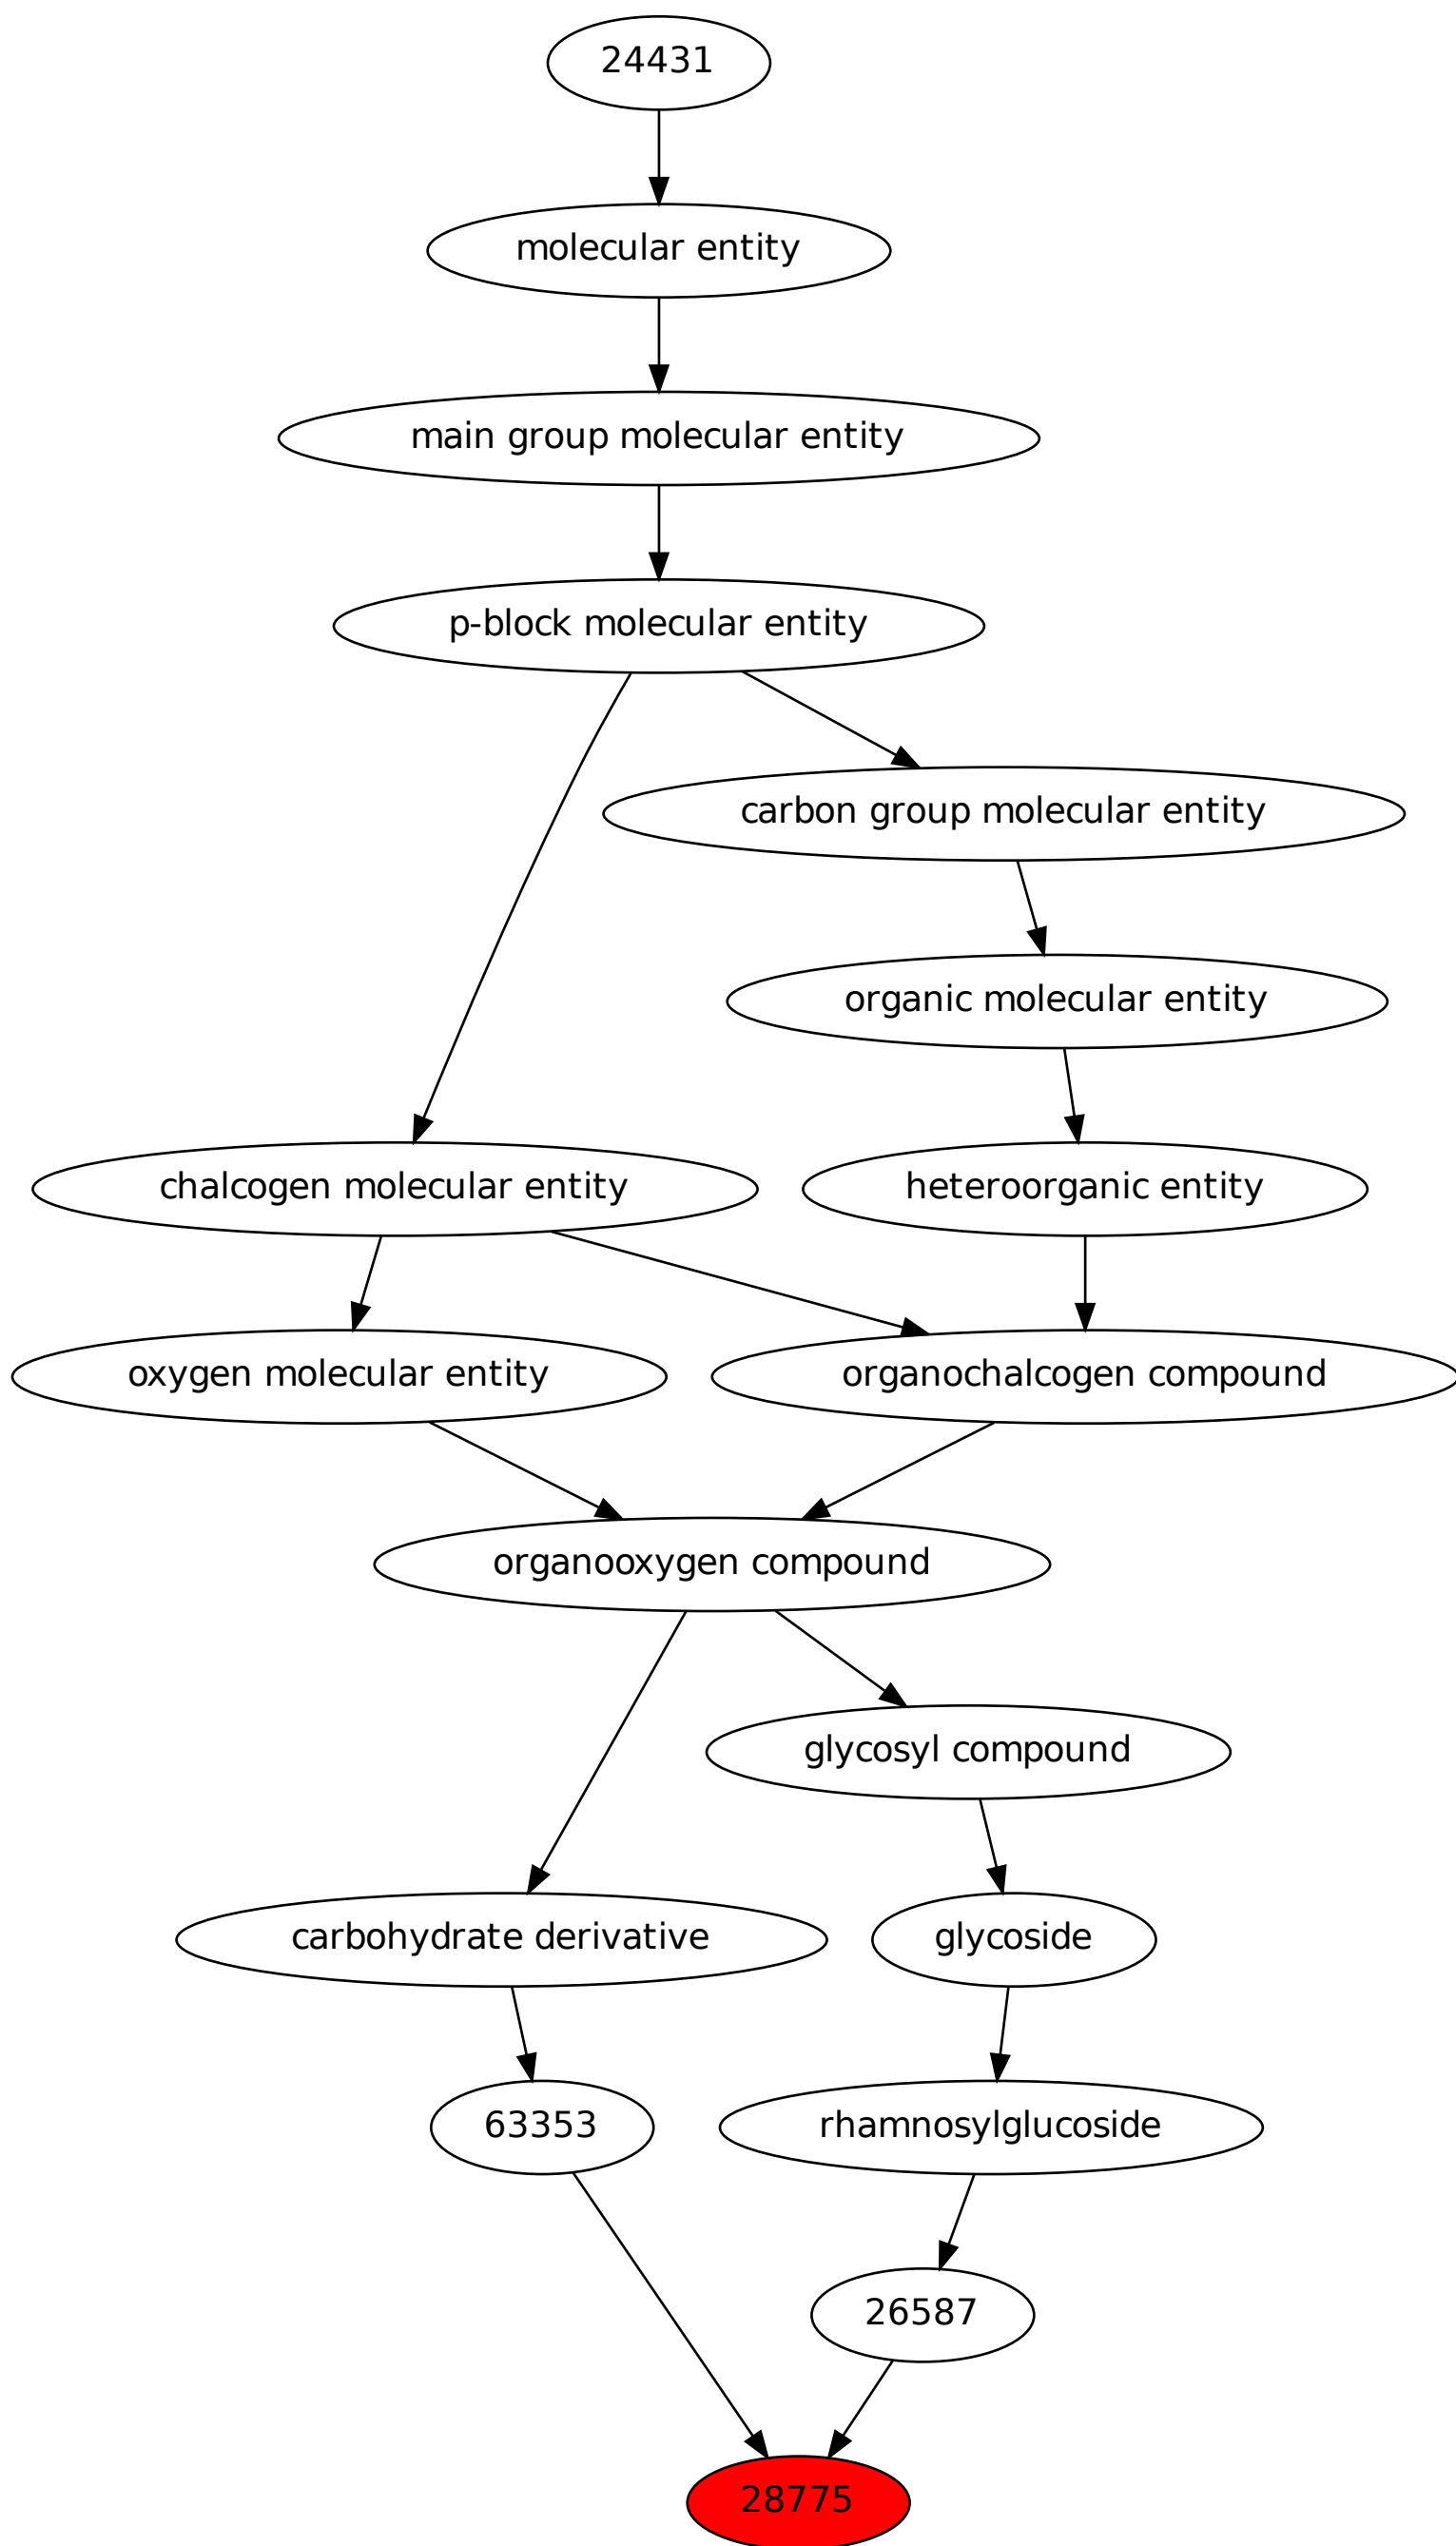 24431
molecular entity
main group molecular entity
p-block molecular entity
carbon group molecular entity
organic molecular entity
chalcogen molecular entity
heteroorganic entity
oxygen molecular entity
organochalcogen compound
organooxygen compound
glycosyl compound
carbohydrate derivative
glycoside
63353
rhamnosylglucoside
26587
28775